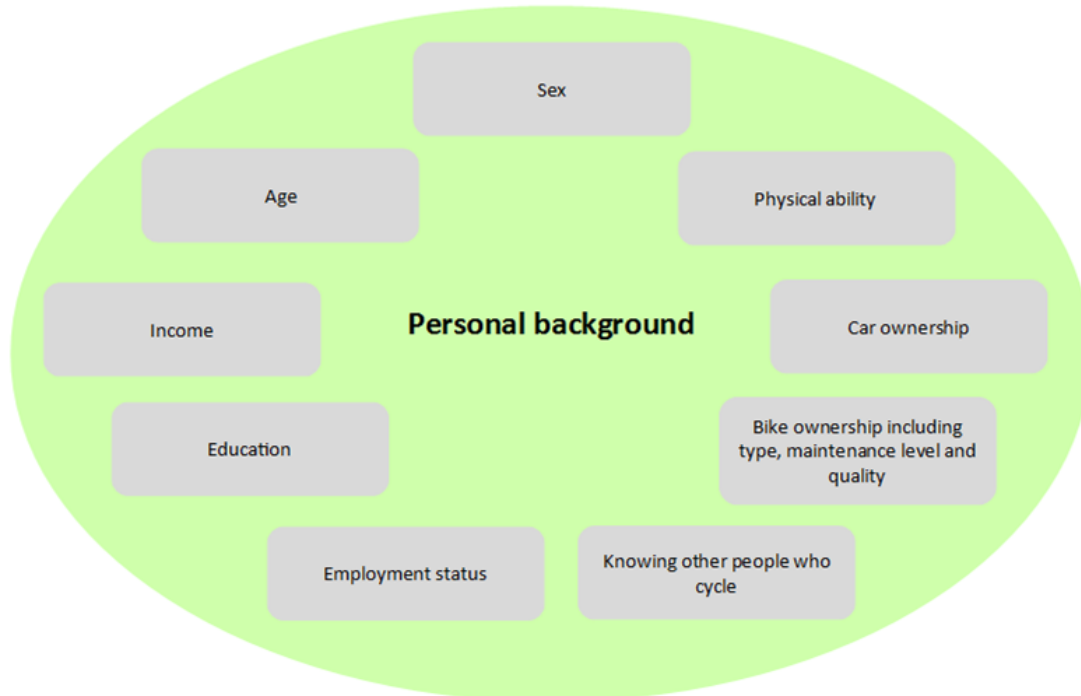 Sex
Age
Physical ability
Income
Personal background
Car ownership
Education
Bike ownership including
type, maintenance level and
quality
Employment status
Knowing other people who
cycle